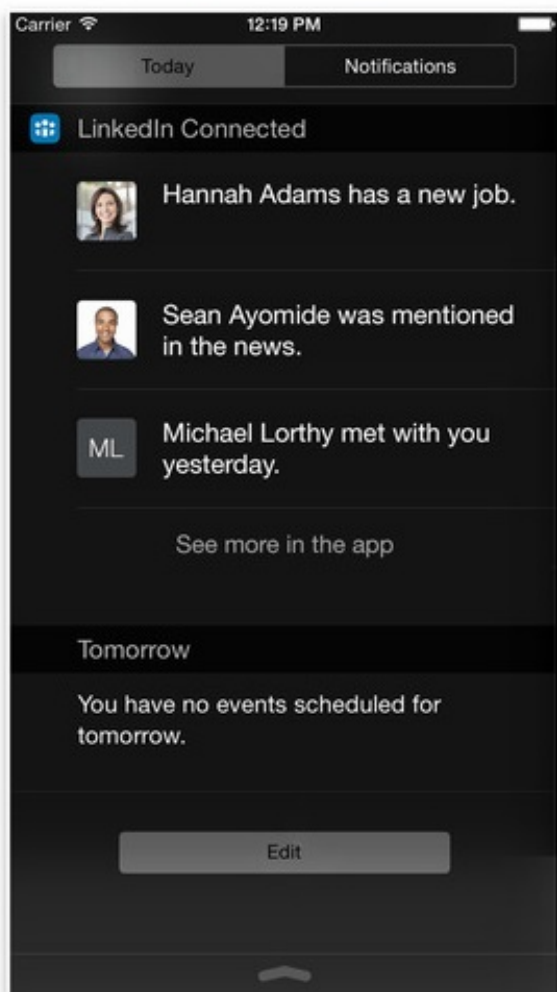 Carrier 12:19 PM
Today Notifications
LinkedIn Connected
Hannah Adams has a new job.
Sean Ayomide was mentioned
in the news.
ML
Michael Lorthy met with you
yesterday.
See more in the app
Tomorrow
You have no events scheduled for
tomorrow.
Edit